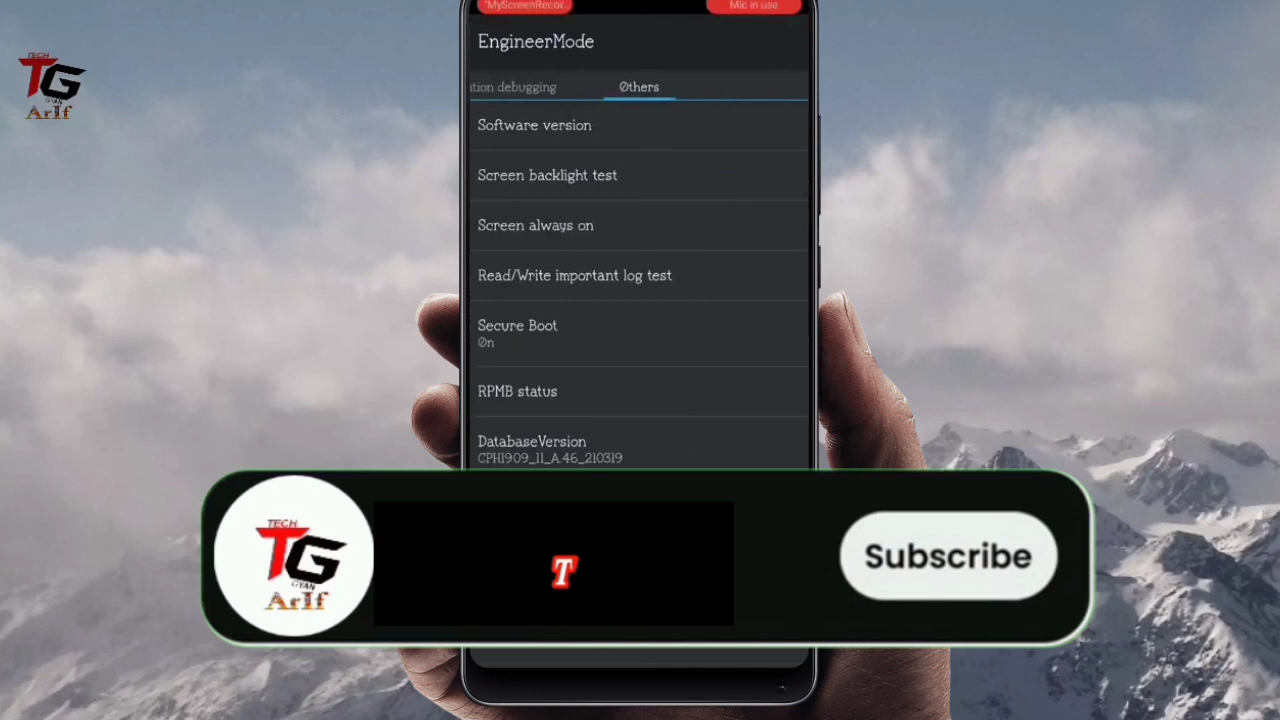 "MyScreenRecor
Mic in use
EngineerMode
tion debugging
Others
Software version
Screen backlight test
Screen always on
Read/Write important log test
Secure Boot
On
RPMB status
DatabaseVersion
CPH1909_11_A.46_210319
TECH
TG
GYAN
ArIf
TECH
TG
GYAN
ArIf
T
Subscribe